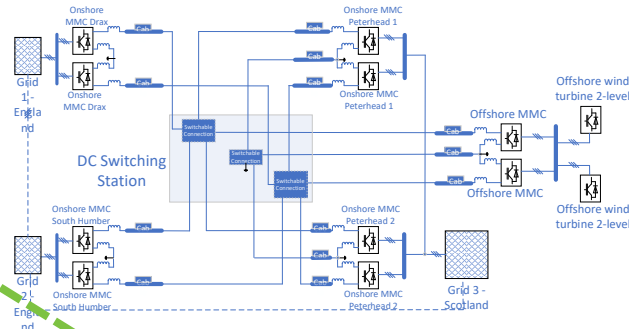 Onshore
MMC Drax
Cab
Onshore MMC
Peterhead 1
Cab
Grid
1 -
Engla
nd
Cab
Onshore
MMC Drax
Cab
Cab
Onshore MMC
Peterhead 1
Offshore wind
turbine 2-level
Offshore MMC
Switchable
Connection
Cab
DC Switching
Station
Switchable
Connection
Cab
Switchable
Connection
Cab
Offshore MMC
Offshore wind
turbine 2-level
Onshore MMC
South Humber
Cab
Onshore MMC
Peterhead 2
Cab
Cab
Grid
2 -
Engla
nd
Onshore MMC
South Humber
Cab
Cab
Onshore MMC
Peterhead 2
Grid 3 -
Scotland